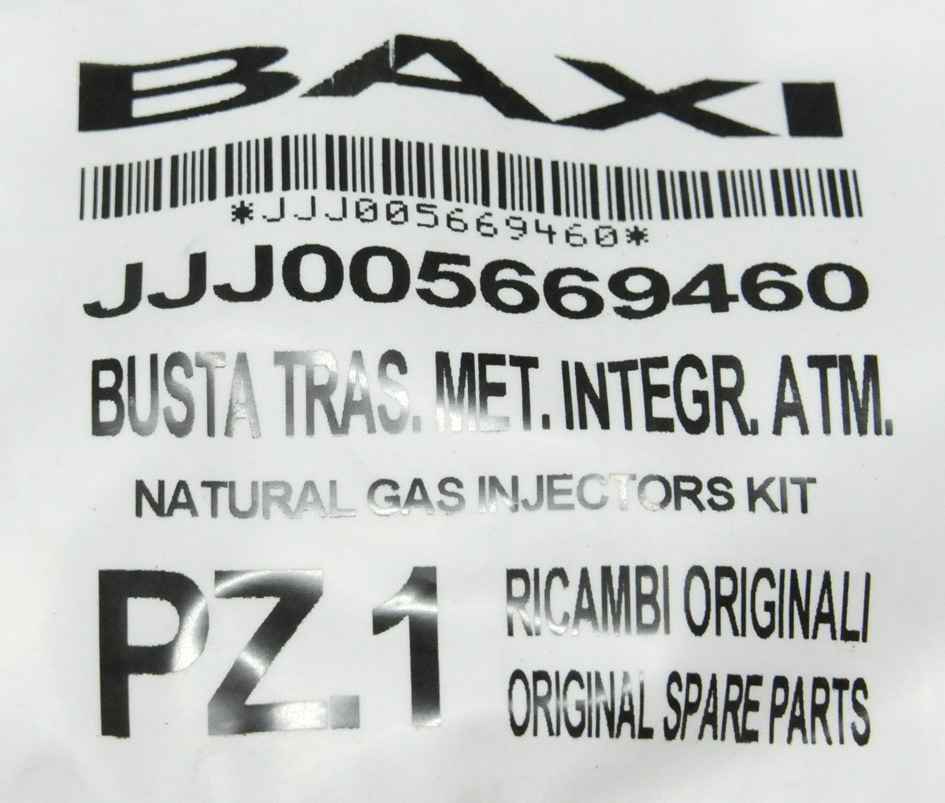 BAXI
*JJJ005669460*
JJJ005669460
BUSTA TRAS. MET. INTEGR. ATM.
NATURAL GAS INJECTORS KIT
PZ.1
RICAMBI ORIGINALI
ORIGINAL SPARE PARTS